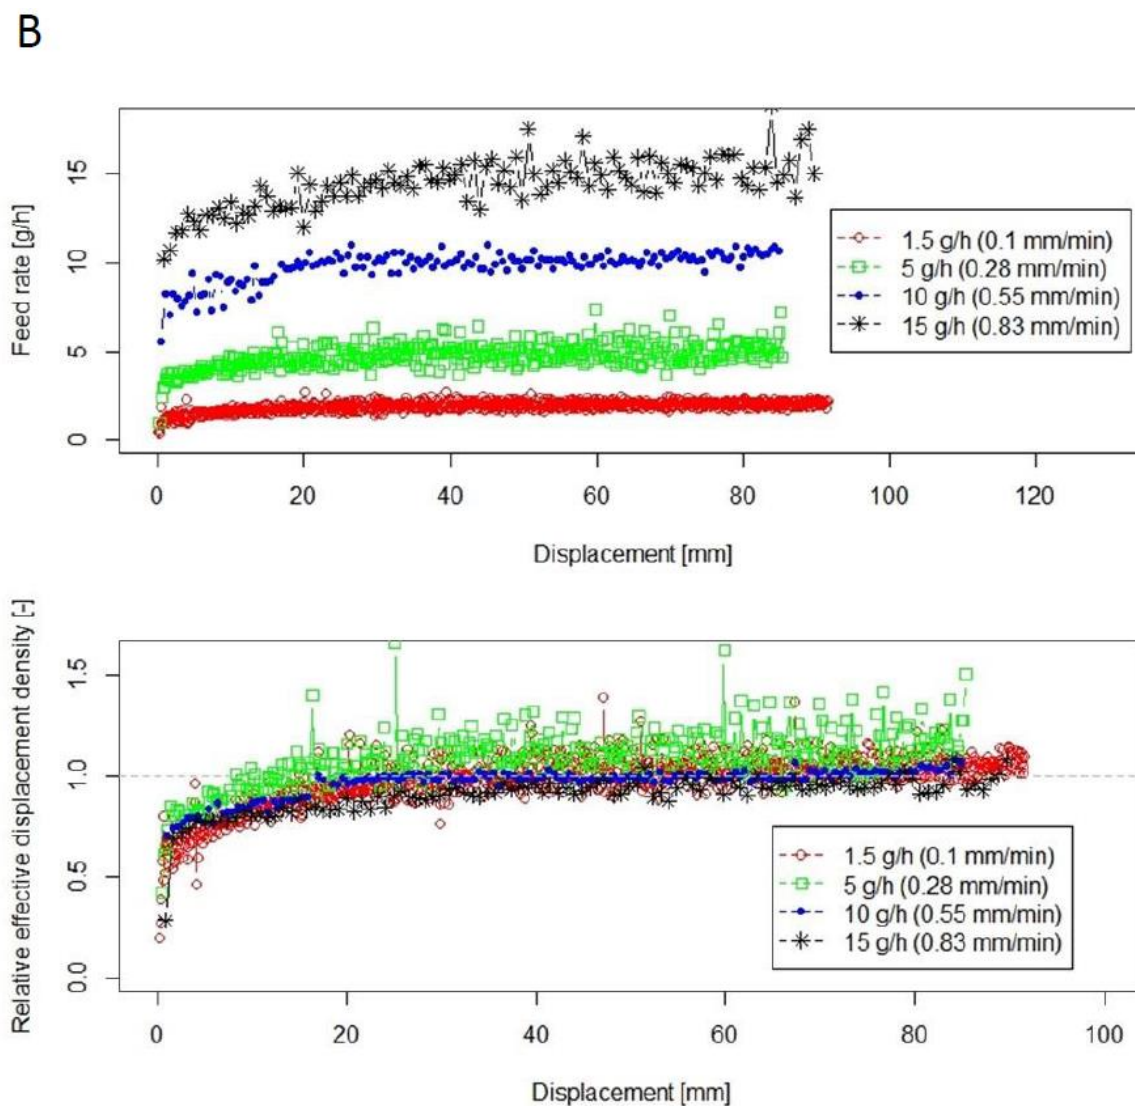 B
Feed rate [g/h]
15
10
5
0
1.5 g/h (0.1 mm/min)
5 g/h (0.28 mm/min)
10 g/h (0.55 mm/min)
15 g/h (0.83 mm/min)
0 20 40 60 80 100 120
Displacement [mm]
Relative effective displacement density [-]
1.5
1.0
0.5
0.0
1.5 g/h (0.1 mm/min)
5 g/h (0.28 mm/min)
10 g/h (0.55 mm/min)
15 g/h (0.83 mm/min)
0 20 40 60 80 100
Displacement [mm]